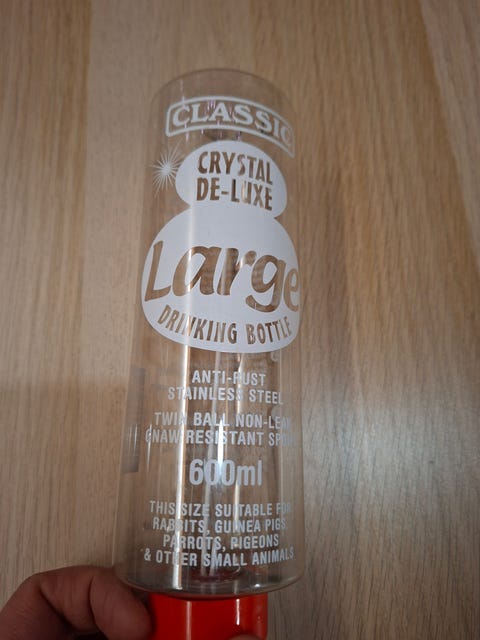 CLASSIC
CRYSTAL
DE-LUXE
Large
DRINKING BOTTLE
ANTI-RUST
STAINLESS STEEL
TWIN BALL NON-LEAK
GNAW RESISTANT
600ml
THIS SIZE SUITABLE FOR
RABBITS, GUINEA PIGS,
PARROTS, PIGEONS
& OTHER SMALL ANIMALS